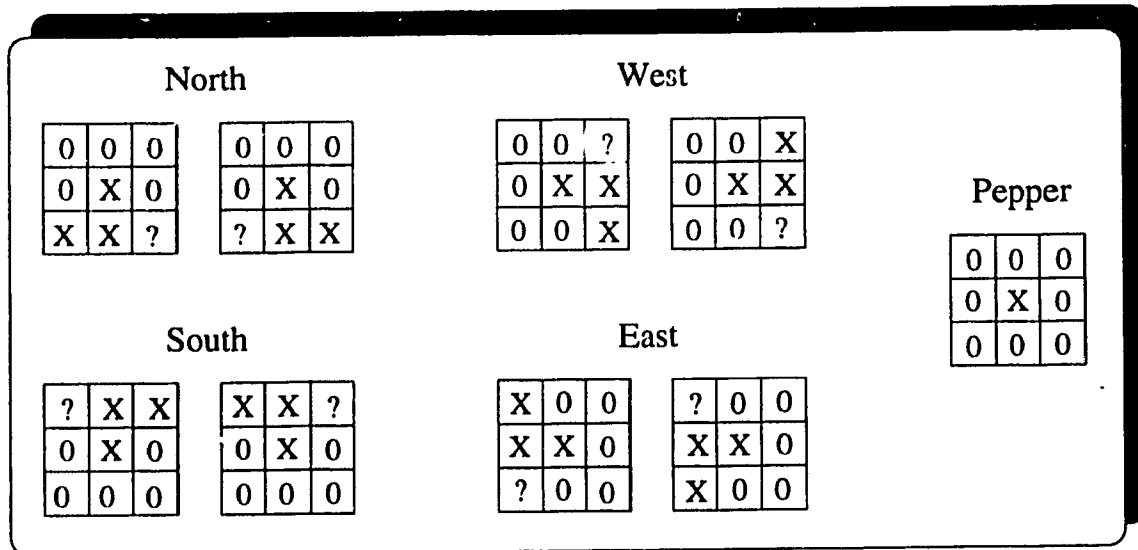 North
0 0 0
0 X 0
X X ?
0 0 0
0 X 0
? X X
West
0 0 ?
0 X X
0 0 X
0 0 X
0 X X
0 0 ?
Pepper
0 0 0
0 X 0
0 0 0
South
? X X
0 X 0
0 0 0
X X ?
0 X 0
0 0 0
East
X 0 0
X X 0
? 0 0
? 0 0
X X 0
X 0 0